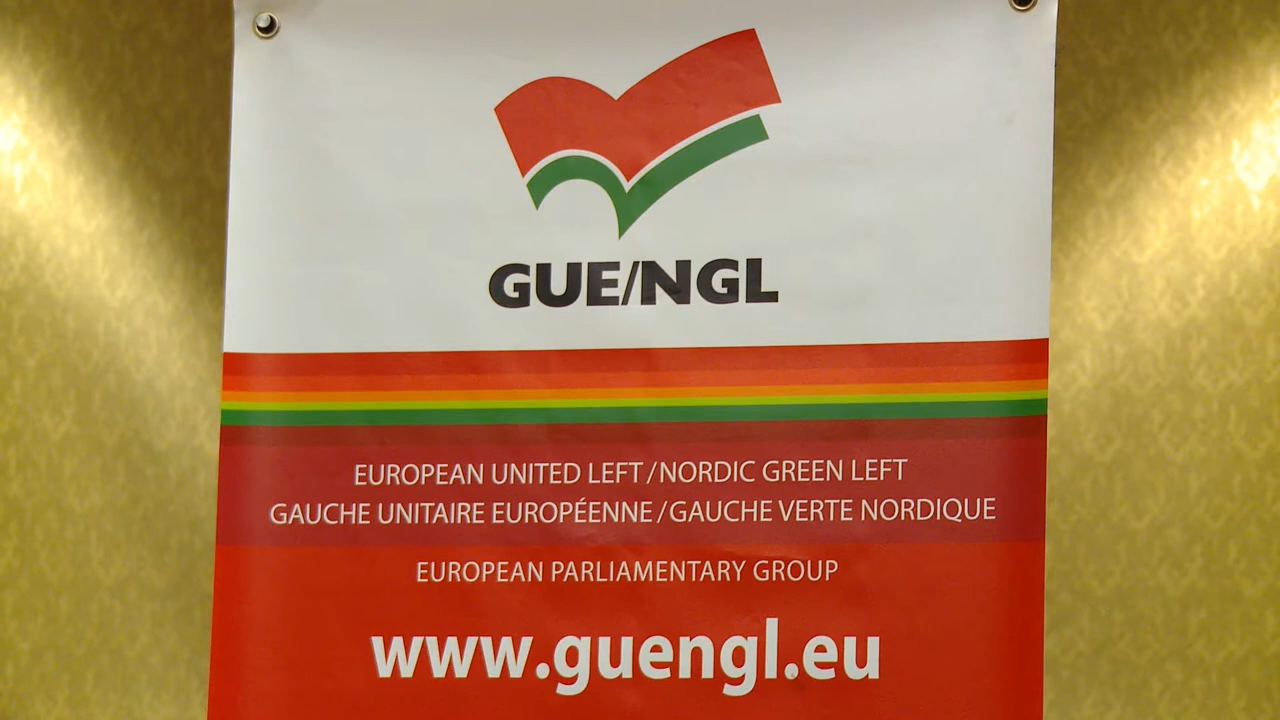 GUE/NGL
EUROPEAN UNITED LEFT/NORDIC GREEN LEFT
GAUCHE UNITAIRE EUROPÉENNE/GAUCHE VERTE NORDIQUE
EUROPEAN PARLIAMENTARY GROUP
www.guengl.eu